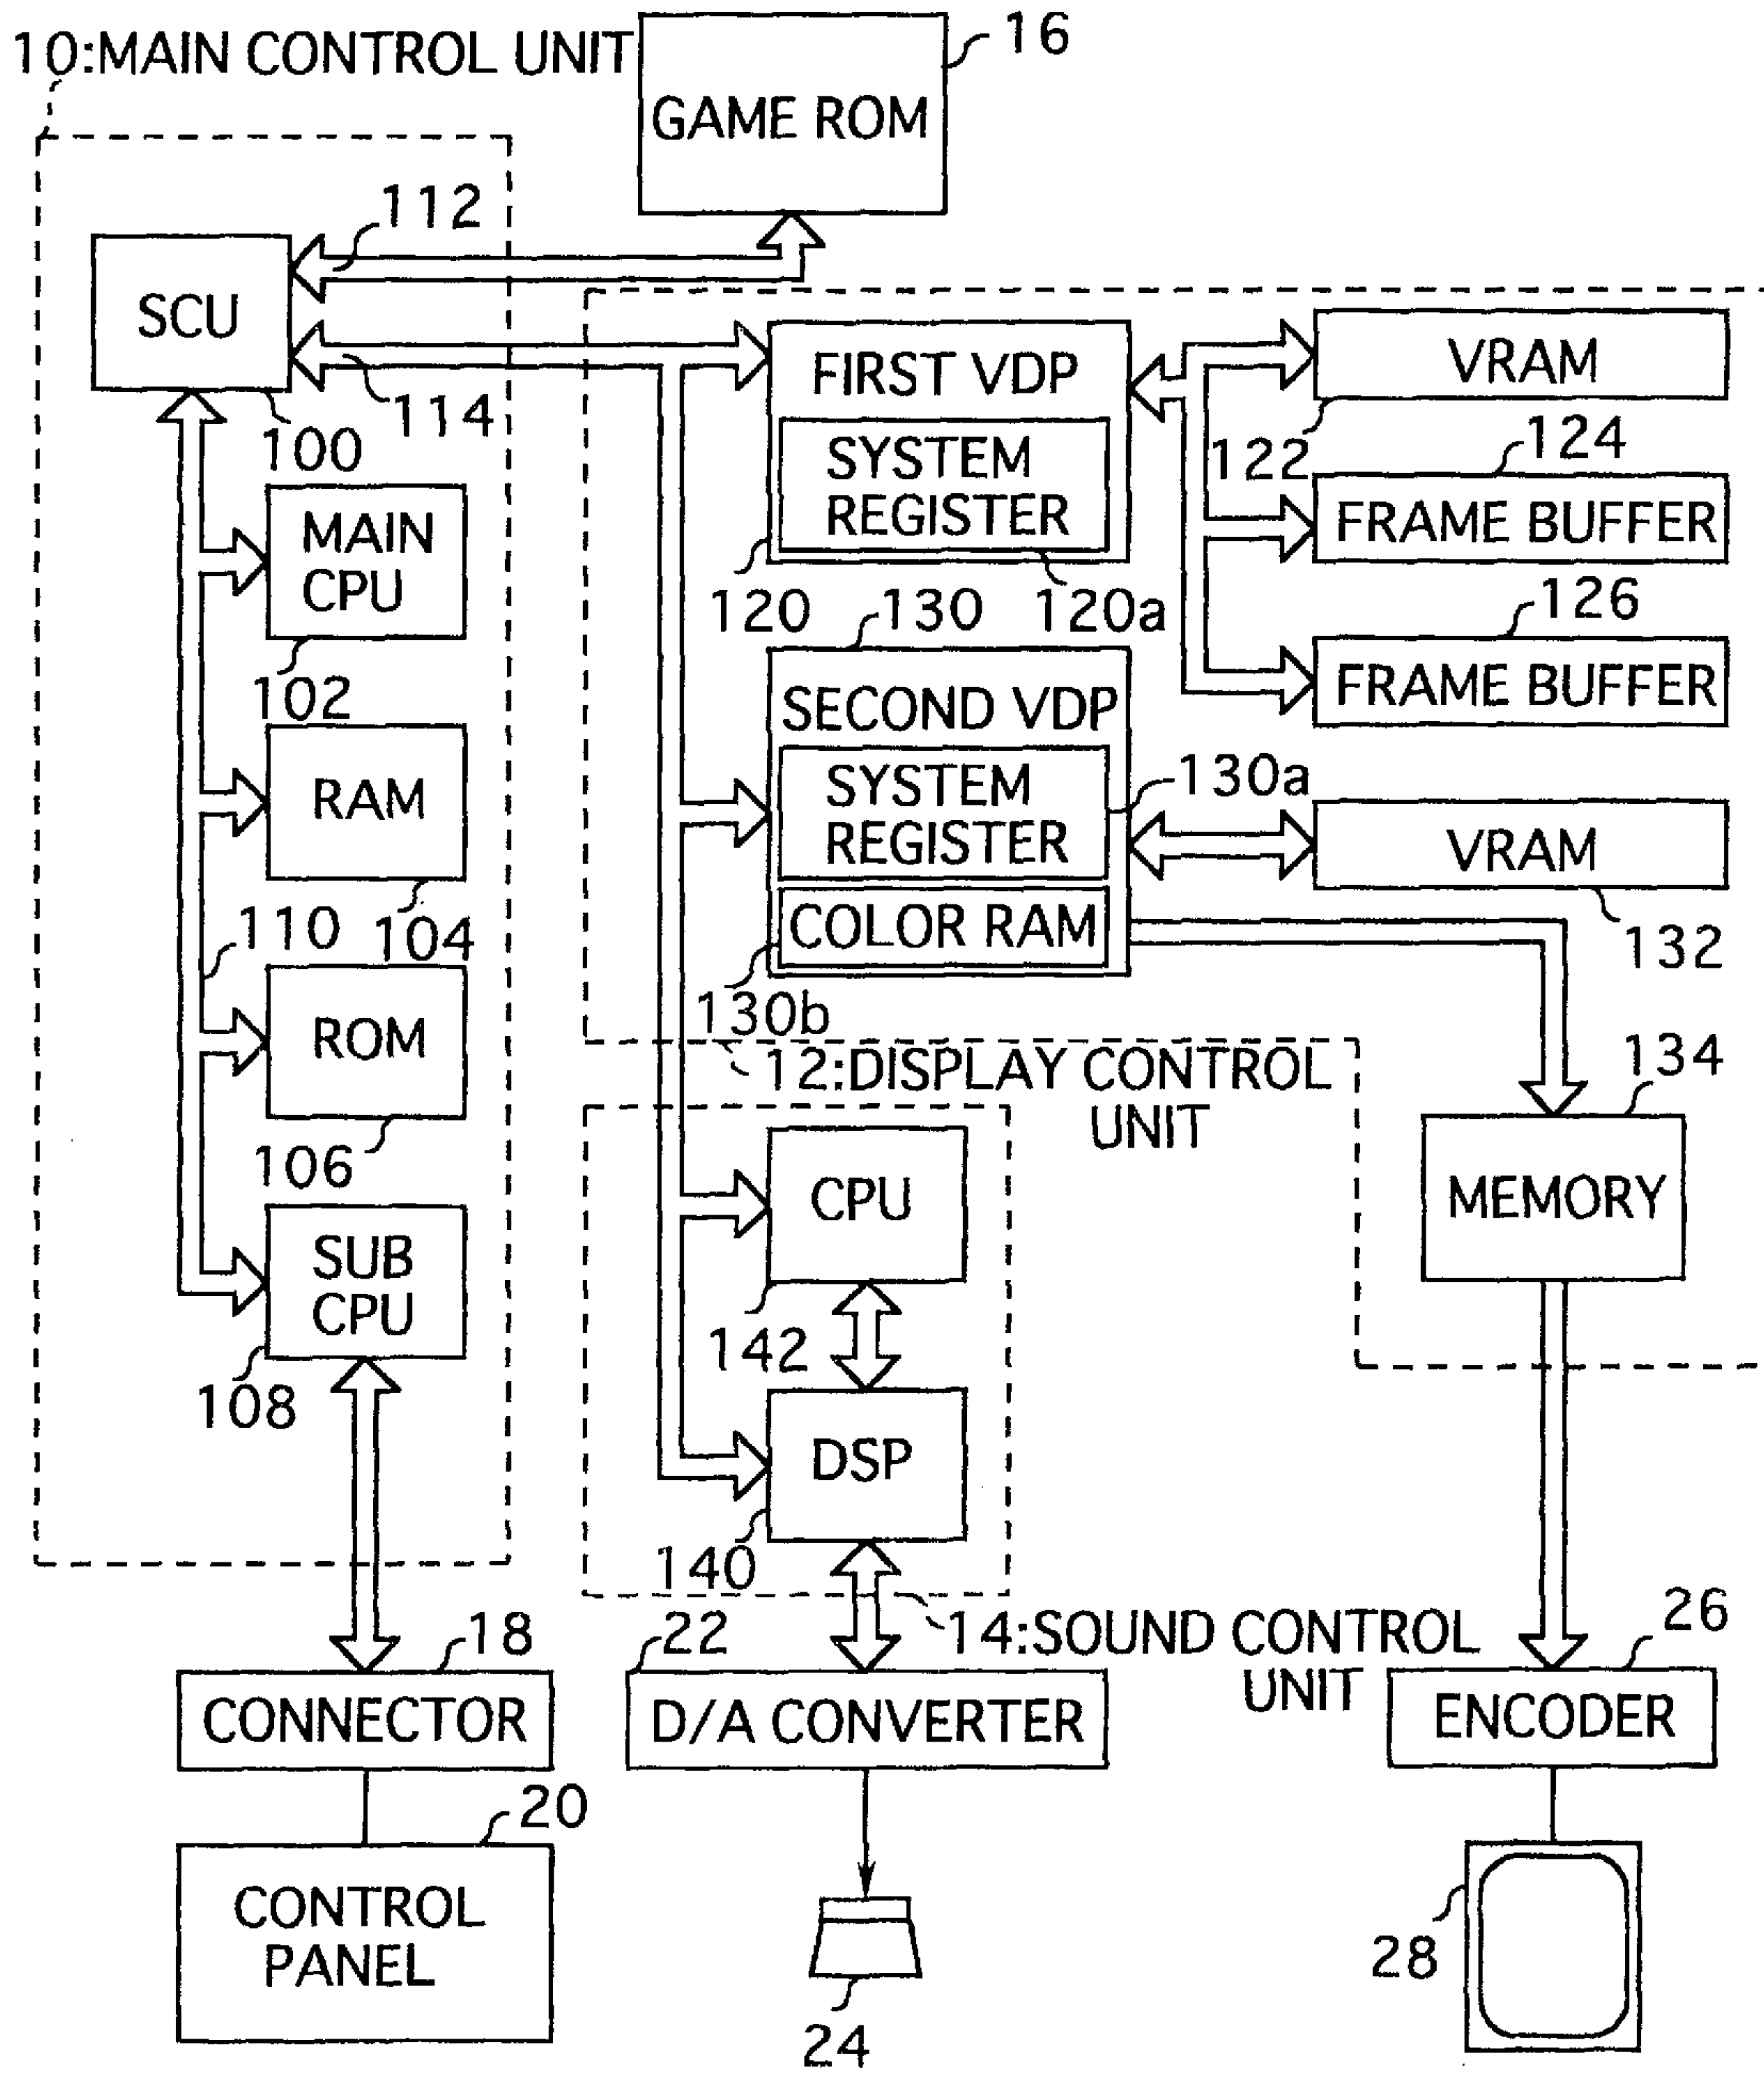 10:MAIN CONTROL UNIT
16
GAME ROM
112
SCU
114
100
MAIN
CPU
102
RAM
104
110
ROM
106
SUB
CPU
108
FIRST VDP
SYSTEM
REGISTER
120
120a
VRAM
122
124
FRAME BUFFER
126
FRAME BUFFER
130
SECOND VDP
SYSTEM
REGISTER
130a
COLOR RAM
130b
VRAM
132
12:DISPLAY CONTROL
UNIT
134
MEMORY
CPU
142
DSP
140
14:SOUND CONTROL
UNIT
18
CONNECTOR
20
CONTROL
PANEL
22
D/A CONVERTER
24
26
ENCODER
28